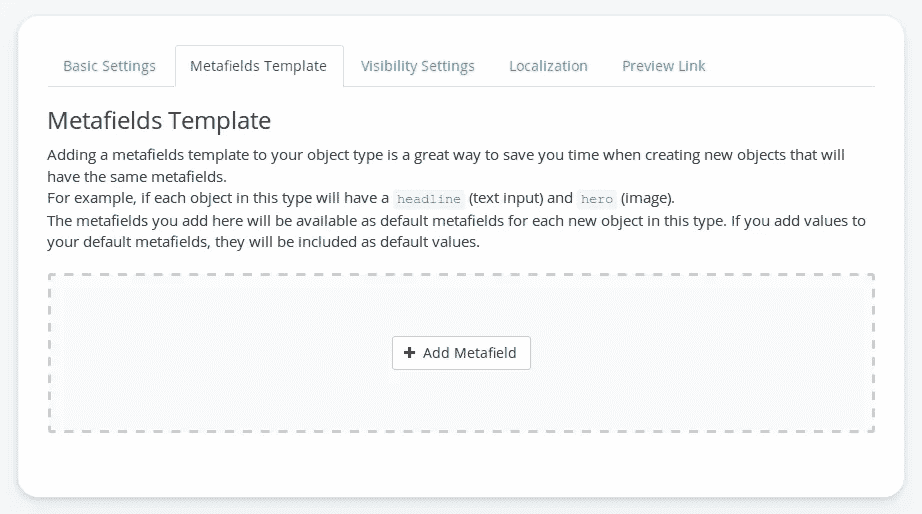 Basic Settings Metafields Template Visibility Settings Localization Preview Link
Metafields Template
Adding a metafields template to your object type is a great way to save you time when creating new objects that will
have the same metafields.
For example, if each object in this type will have a headline (text input) and hero (image).
The metafields you add here will be available as default metafields for each new object in this type. If you add values to
your default metafields, they will be included as default values.
+ Add Metafield